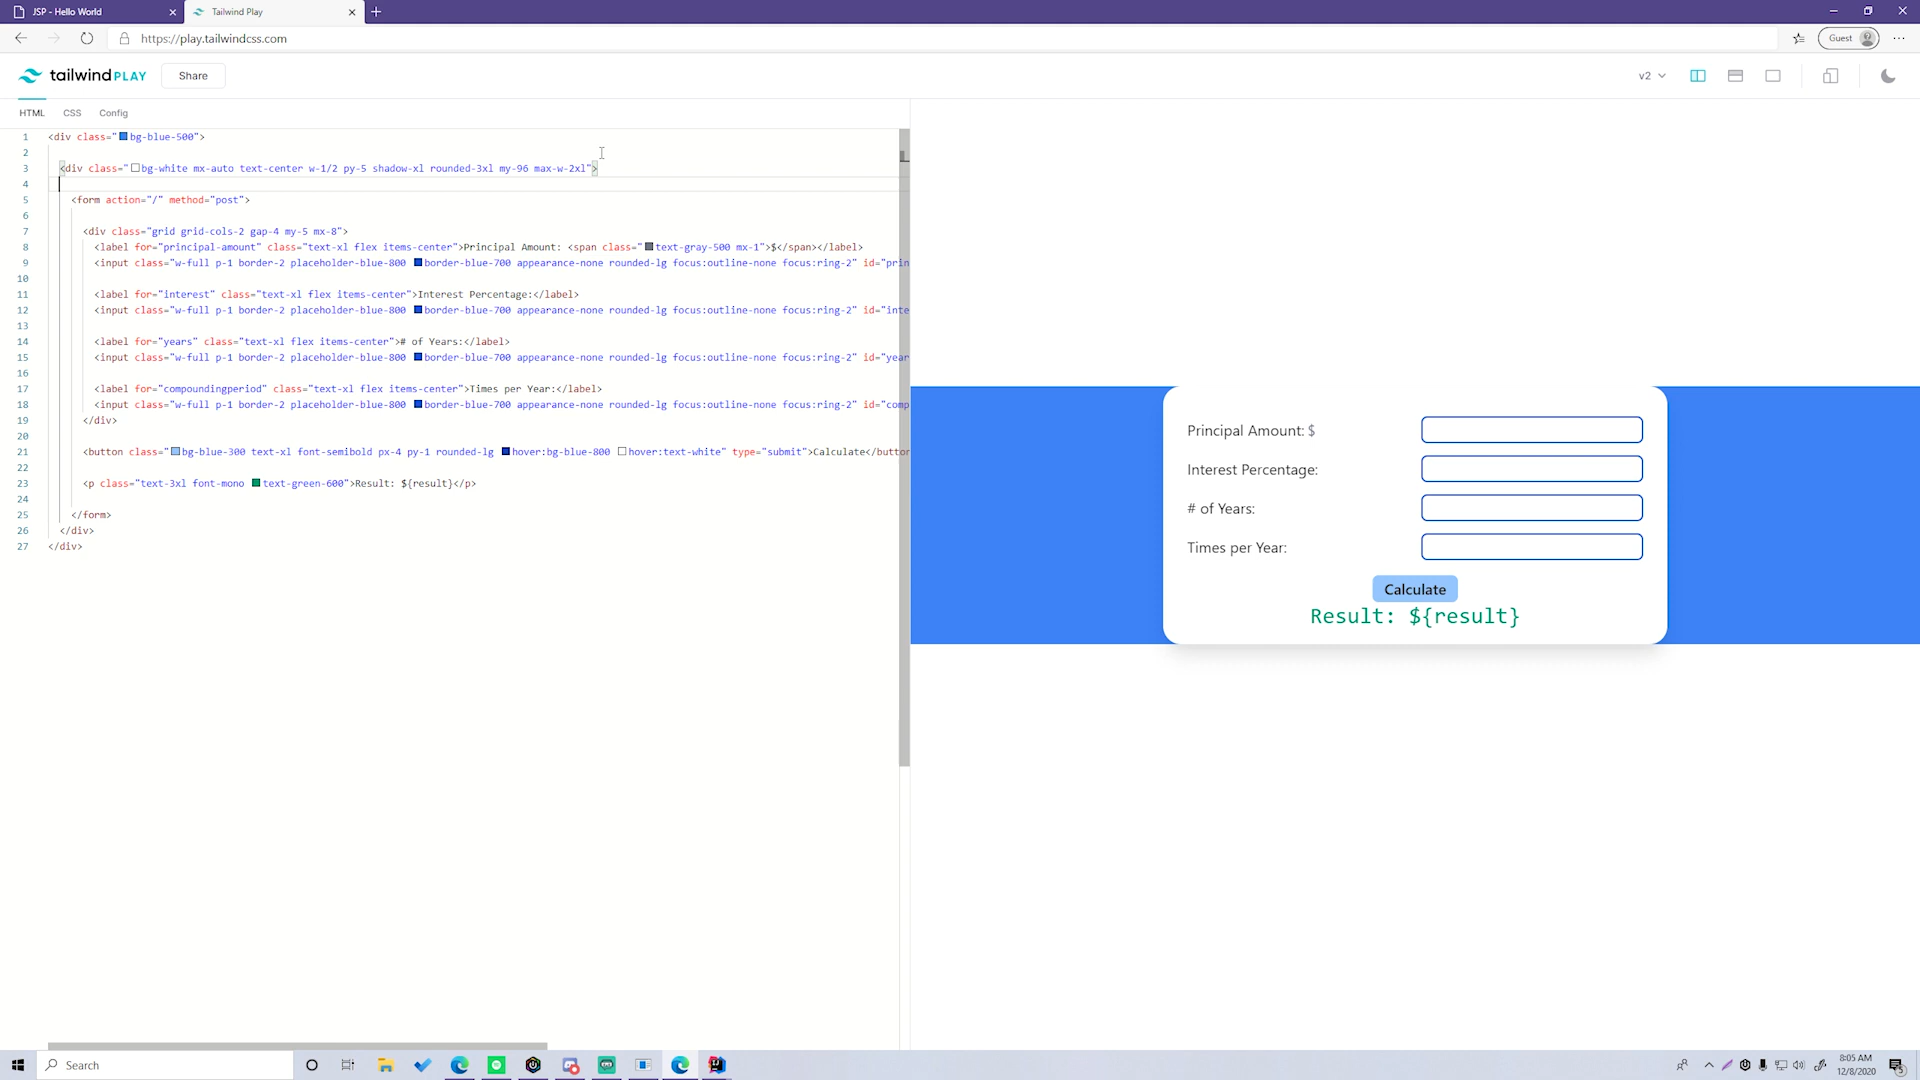 JSP - Hello World
Tailwind Play
https://play.tailwindcss.com
Guest
tailwindPLAY
Share
v2
HTML CSS Config
1 <div class="bg-blue-500">
2
3 <div class="bg-white mx-auto text-center w-1/2 py-5 shadow-xl rounded-3xl my-96 max-w-2xl">
4
5 <form action="/" method="post">
6
7 <div class="grid grid-cols-2 gap-4 my-5 mx-8">
8 <label for="principal-amount" class="text-xl flex items-center">Principal Amount: <span class="text-gray-500 mx-1">$</span></label>
9 <input class="w-full p-1 border-2 placeholder-blue-800 border-blue-700 appearance-none rounded-lg focus:outline-none focus:ring-2" id="prin
10
11 <label for="interest" class="text-xl flex items-center">Interest Percentage:</label>
12 <input class="w-full p-1 border-2 placeholder-blue-800 border-blue-700 appearance-none rounded-lg focus:outline-none focus:ring-2" id="inte
13
14 <label for="years" class="text-xl flex items-center"># of Years:</label>
15 <input class="w-full p-1 border-2 placeholder-blue-800 border-blue-700 appearance-none rounded-lg focus:outline-none focus:ring-2" id="year
16
17 <label for="compoundingperiod" class="text-xl flex items-center">Times per Year:</label>
18 <input class="w-full p-1 border-2 placeholder-blue-800 border-blue-700 appearance-none rounded-lg focus:outline-none focus:ring-2" id="comp
19 </div>
20
21 <button class="bg-blue-300 text-xl font-semibold px-4 py-1 rounded-lg hover:bg-blue-800 hover:text-white" type="submit">Calculate</button
22
23 <p class="text-3xl font-mono text-green-600">Result: ${result}</p>
24
25 </form>
26 </div>
27 </div>
Principal Amount: $
Interest Percentage:
# of Years:
Times per Year:
Calculate
Result: ${result}
Search
8:05 AM
12/8/2020